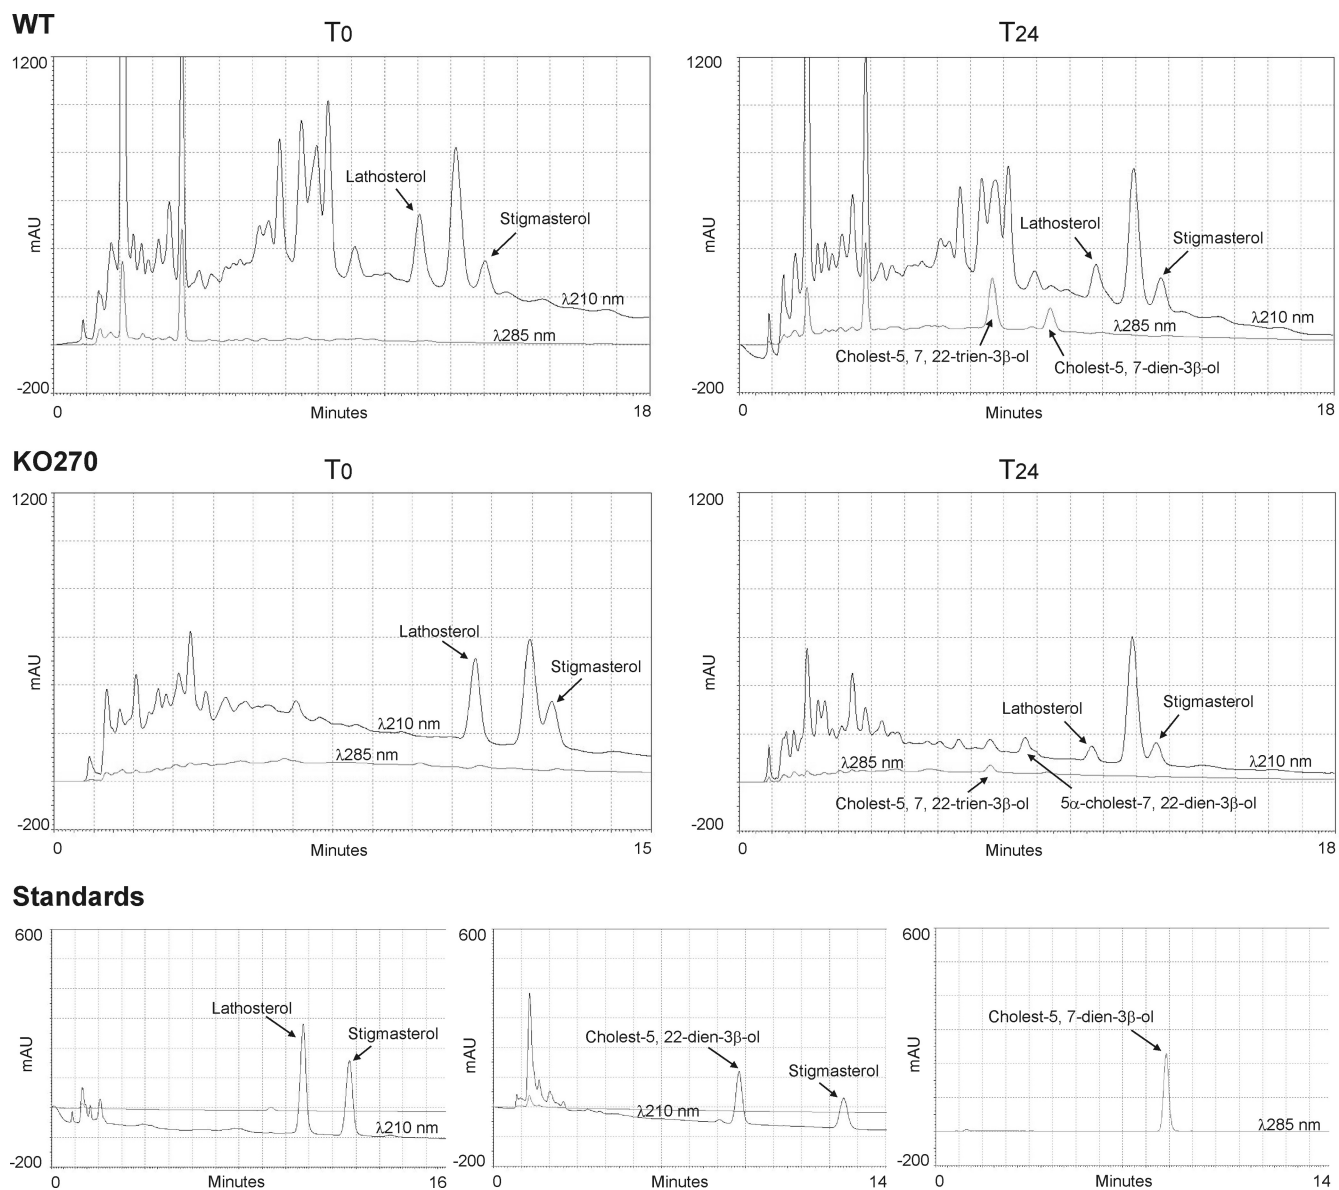 WT
T0
T24
1200
1200
Lathosterol
Stigmasterol
Lathosterol
Stigmasterol
mAU
mAU
λ210 nm
λ285 nm
λ210 nm
λ285 nm
Cholest-5, 7, 22-trien-3β-ol
Cholest-5, 7-dien-3β-ol
-200
-200
0
Minutes
18
0
Minutes
18
KO270
T0
T24
1200
1200
Lathosterol
Stigmasterol
Lathosterol
Stigmasterol
mAU
mAU
λ210 nm
λ285 nm
λ285 nm
λ210 nm
Cholest-5, 7, 22-trien-3β-ol
5α-cholest-7, 22-dien-3β-ol
-200
-200
0
Minutes
15
0
Minutes
18
Standards
600
600
600
Lathosterol
Stigmasterol
Cholest-5, 22-dien-3β-ol
Stigmasterol
Cholest-5, 7-dien-3β-ol
mAU
mAU
mAU
λ210 nm
λ210 nm
λ285 nm
-200
-200
-200
0
Minutes
16
0
Minutes
14
0
Minutes
14